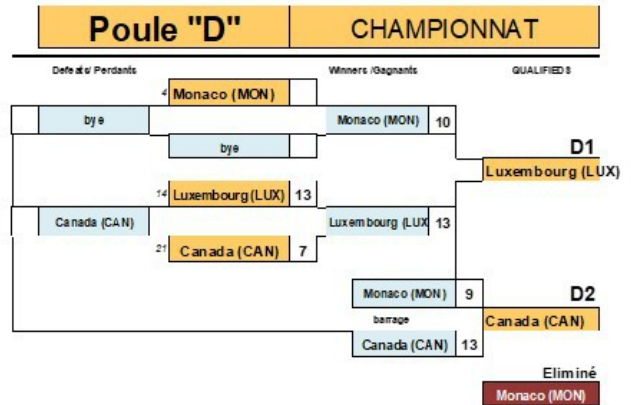 Poule "D" CHAMPIONNAT
Defeats/ Perdants Winners /Gagnants QUALIFIEDS
4 Monaco (MON)
bye Monaco (MON) 10
bye D1
Luxembourg (LUX)
14 Luxembourg (LUX) 13
Canada (CAN) Luxembourg (LUX 13
21 Canada (CAN) 7
Monaco (MON) 9 D2
barrage Canada (CAN)
Canada (CAN) 13
Eliminé
Monaco (MON)